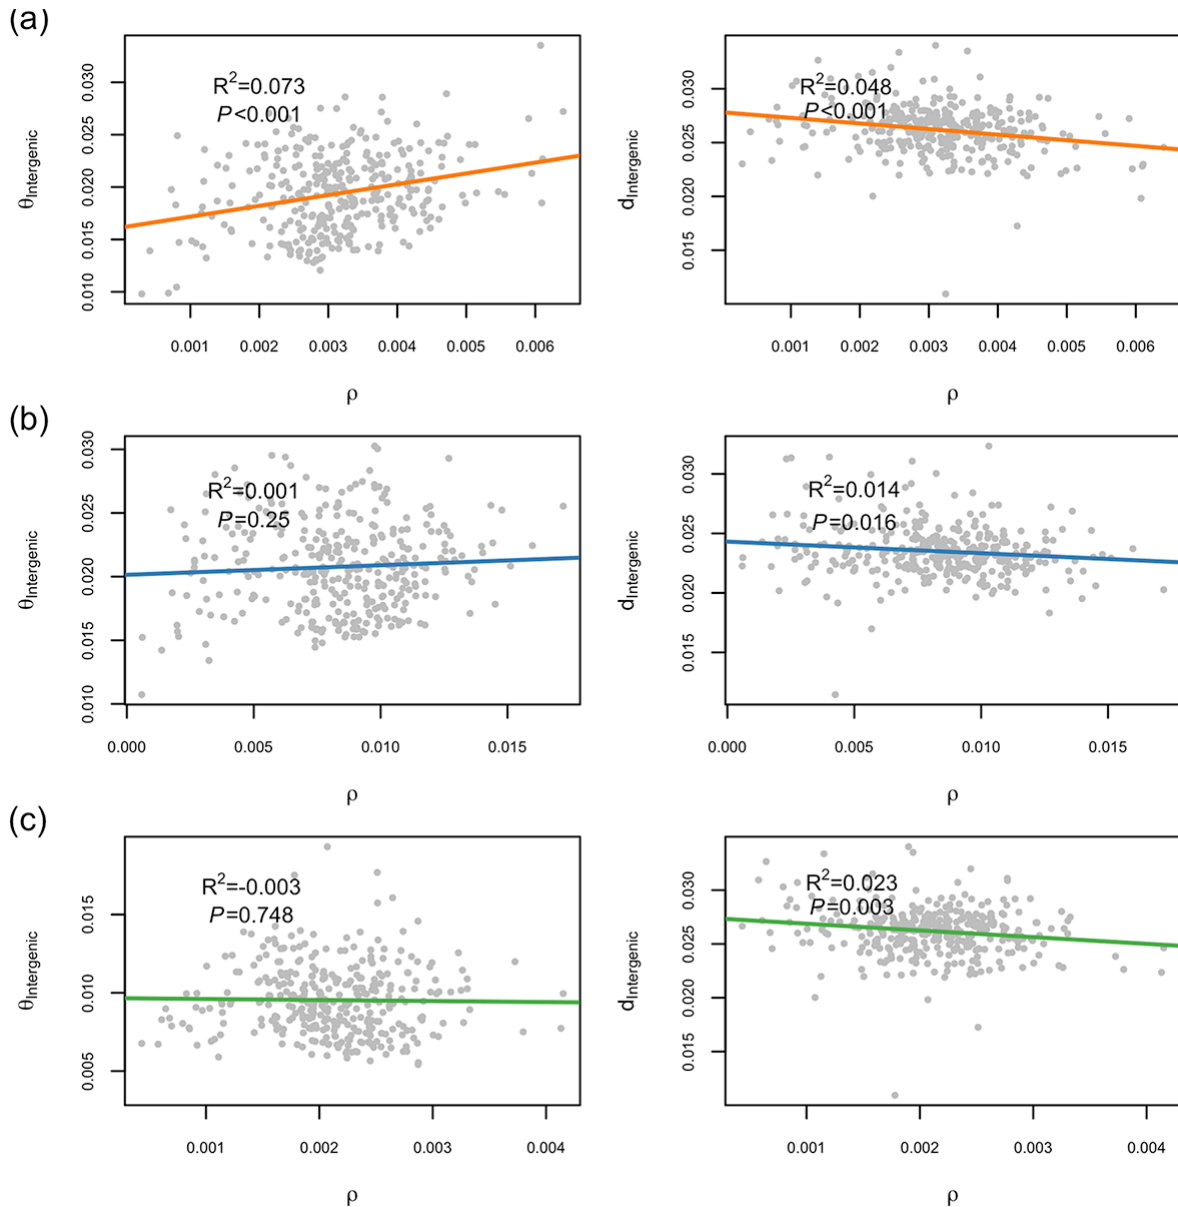 (a)
R²=0.073
P<0.001
θIntergenic
0.010 0.015 0.020 0.025 0.030
0.001 0.002 0.003 0.004 0.005 0.006
ρ
R²=0.048
P<0.001
dIntergenic
0.015 0.020 0.025 0.030
0.001 0.002 0.003 0.004 0.005 0.006
ρ
(b)
R²=0.001
P=0.25
θIntergenic
0.010 0.015 0.020 0.025 0.030
0.000 0.005 0.010 0.015
ρ
R²=0.014
P=0.016
dIntergenic
0.015 0.020 0.025 0.030
0.000 0.005 0.010 0.015
ρ
(c)
R²=-0.003
P=0.748
θIntergenic
0.005 0.010 0.015
0.001 0.002 0.003 0.004
ρ
R²=0.023
P=0.003
dIntergenic
0.015 0.020 0.025 0.030
0.001 0.002 0.003 0.004
ρ